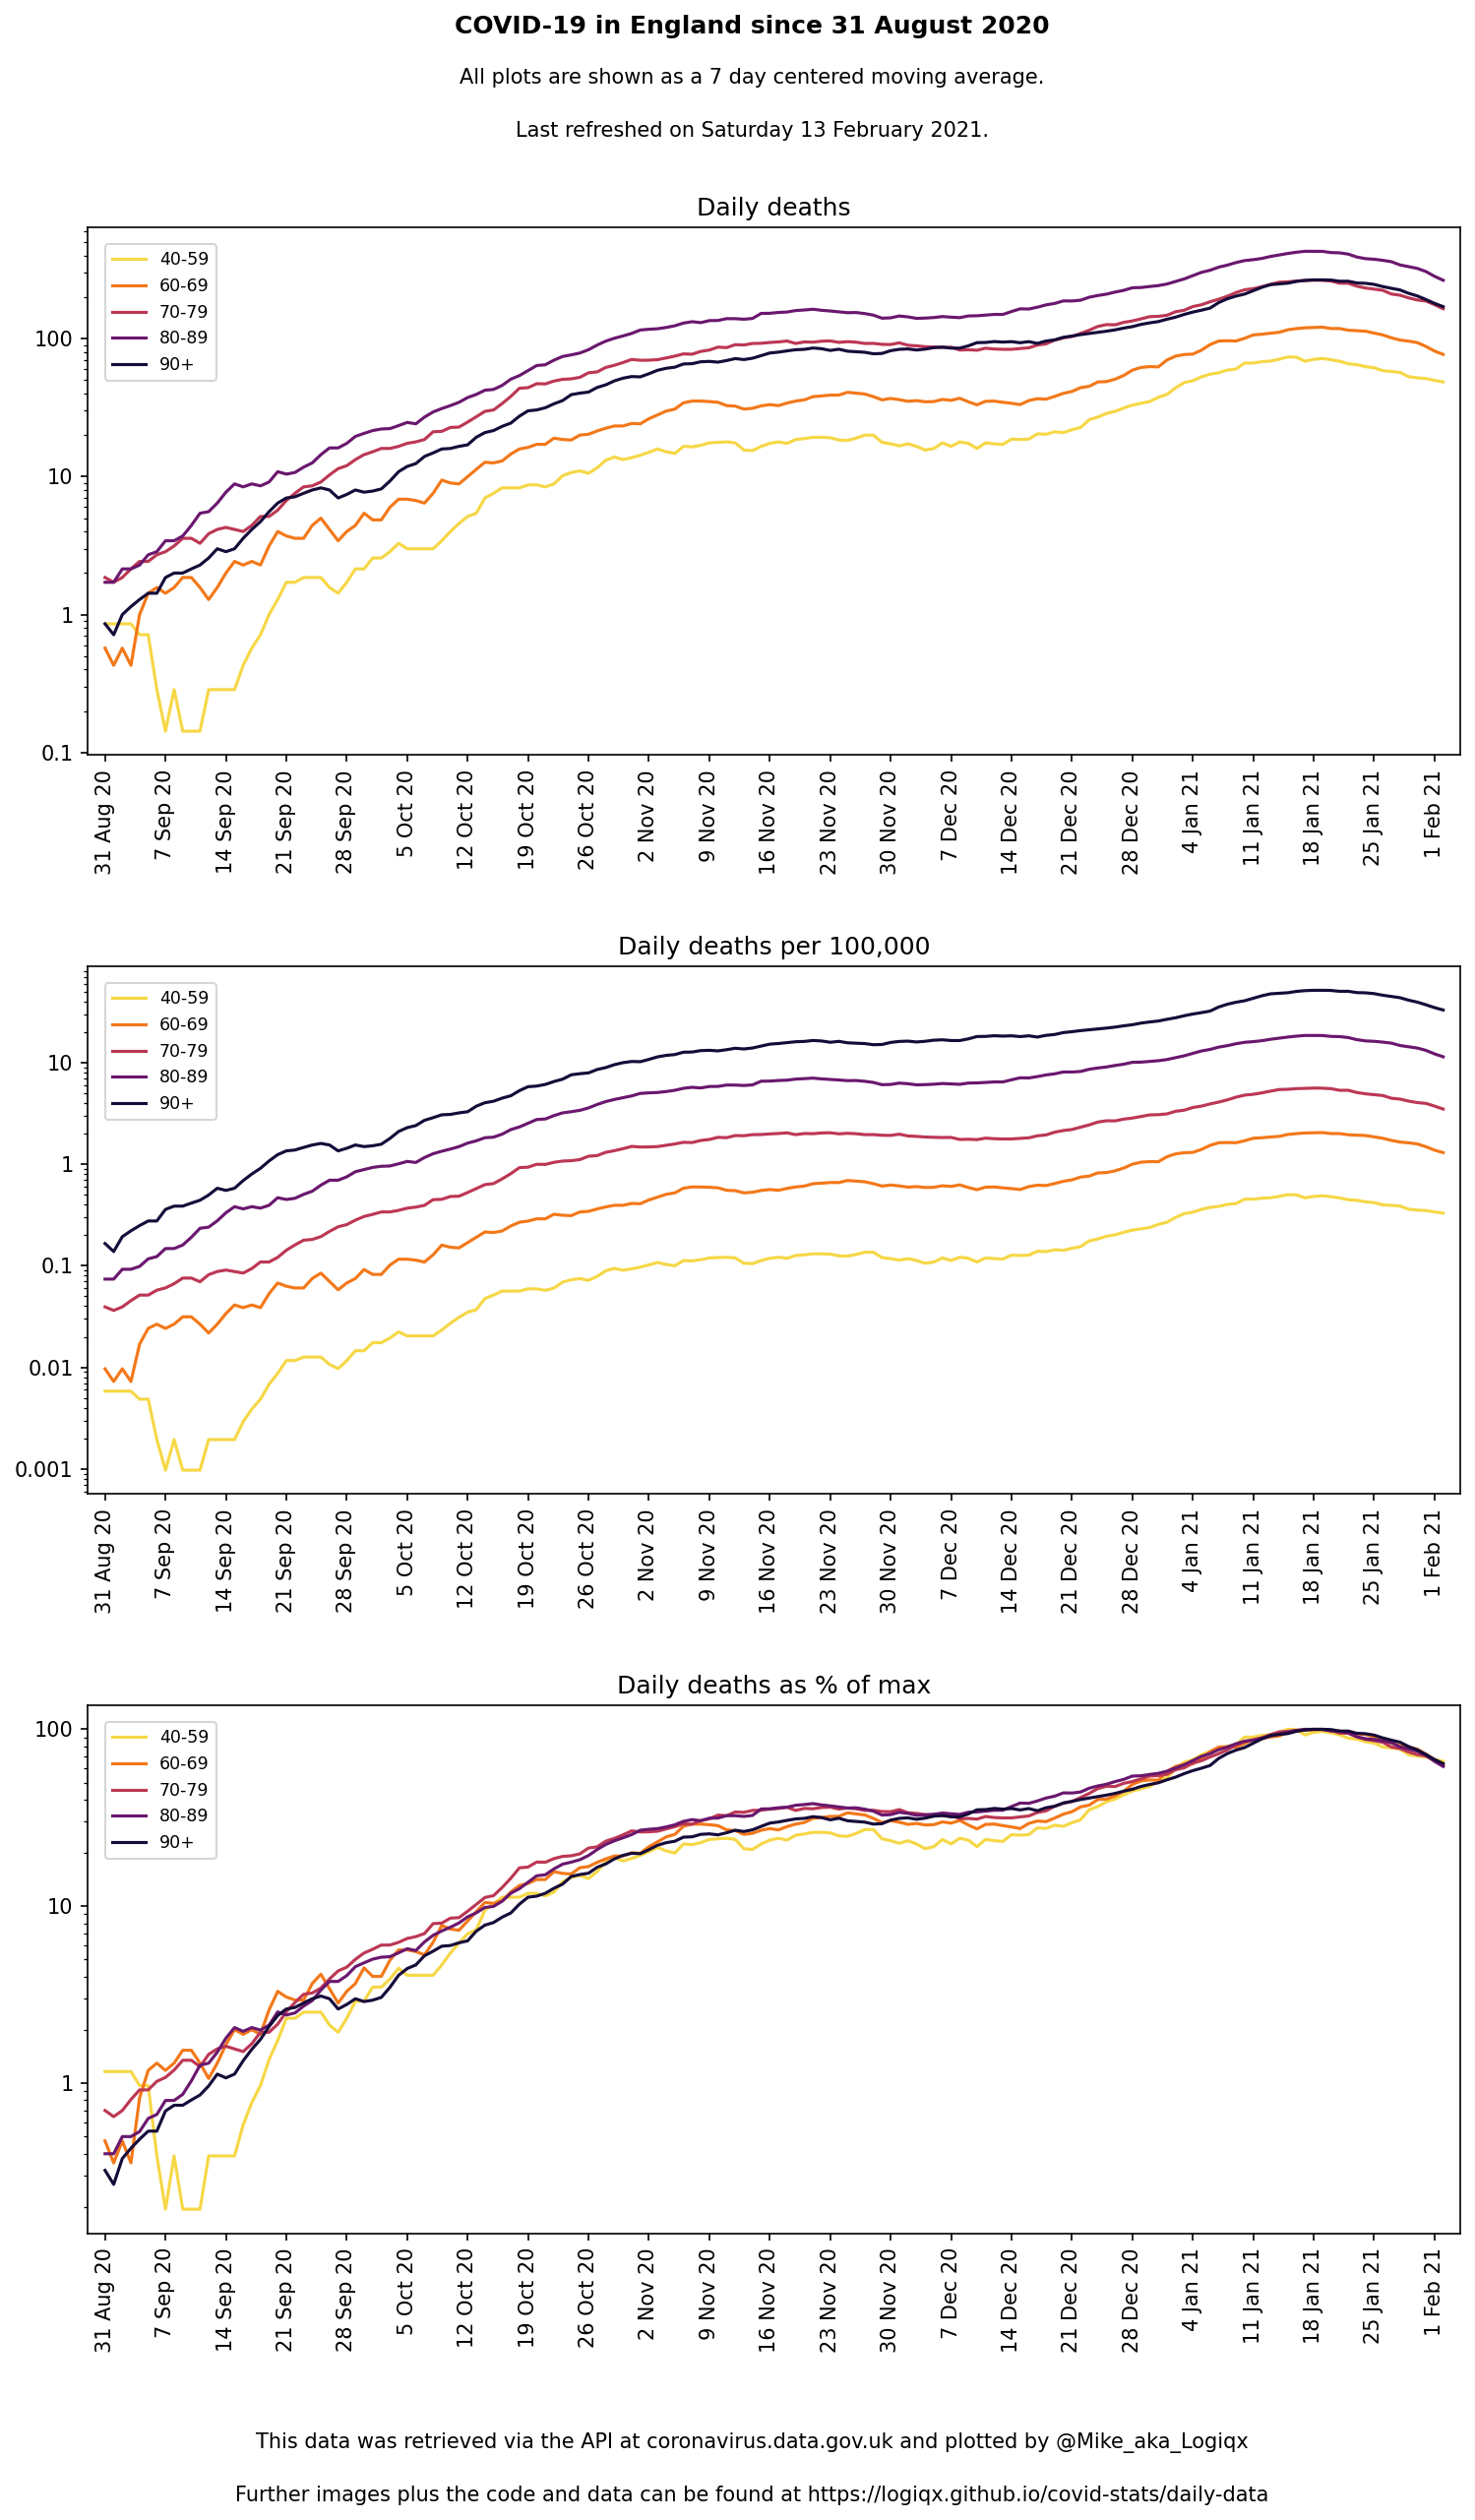 COVID-19 in England since 31 August 2020
All plots are shown as a 7 day centered moving average.
Last refreshed on Saturday 13 February 2021.
Daily deaths
40-59
60-69
70-79
80-89
90+
100
10
1
0.1
31 Aug 20
7 Sep 20
14 Sep 20
21 Sep 20
28 Sep 20
5 Oct 20
12 Oct 20
19 Oct 20
26 Oct 20
2 Nov 20
9 Nov 20
16 Nov 20
23 Nov 20
30 Nov 20
7 Dec 20
14 Dec 20
21 Dec 20
28 Dec 20
4 Jan 21
11 Jan 21
18 Jan 21
25 Jan 21
1 Feb 21
Daily deaths per 100,000
40-59
60-69
70-79
80-89
90+
10
1
0.1
0.01
0.001
31 Aug 20
7 Sep 20
14 Sep 20
21 Sep 20
28 Sep 20
5 Oct 20
12 Oct 20
19 Oct 20
26 Oct 20
2 Nov 20
9 Nov 20
16 Nov 20
23 Nov 20
30 Nov 20
7 Dec 20
14 Dec 20
21 Dec 20
28 Dec 20
4 Jan 21
11 Jan 21
18 Jan 21
25 Jan 21
1 Feb 21
Daily deaths as % of max
40-59
60-69
70-79
80-89
90+
100
10
1
31 Aug 20
7 Sep 20
14 Sep 20
21 Sep 20
28 Sep 20
5 Oct 20
12 Oct 20
19 Oct 20
26 Oct 20
2 Nov 20
9 Nov 20
16 Nov 20
23 Nov 20
30 Nov 20
7 Dec 20
14 Dec 20
21 Dec 20
28 Dec 20
4 Jan 21
11 Jan 21
18 Jan 21
25 Jan 21
1 Feb 21
This data was retrieved via the API at coronavirus.data.gov.uk and plotted by @Mike_aka_Logiqx
Further images plus the code and data can be found at https://logiqx.github.io/covid-stats/daily-data